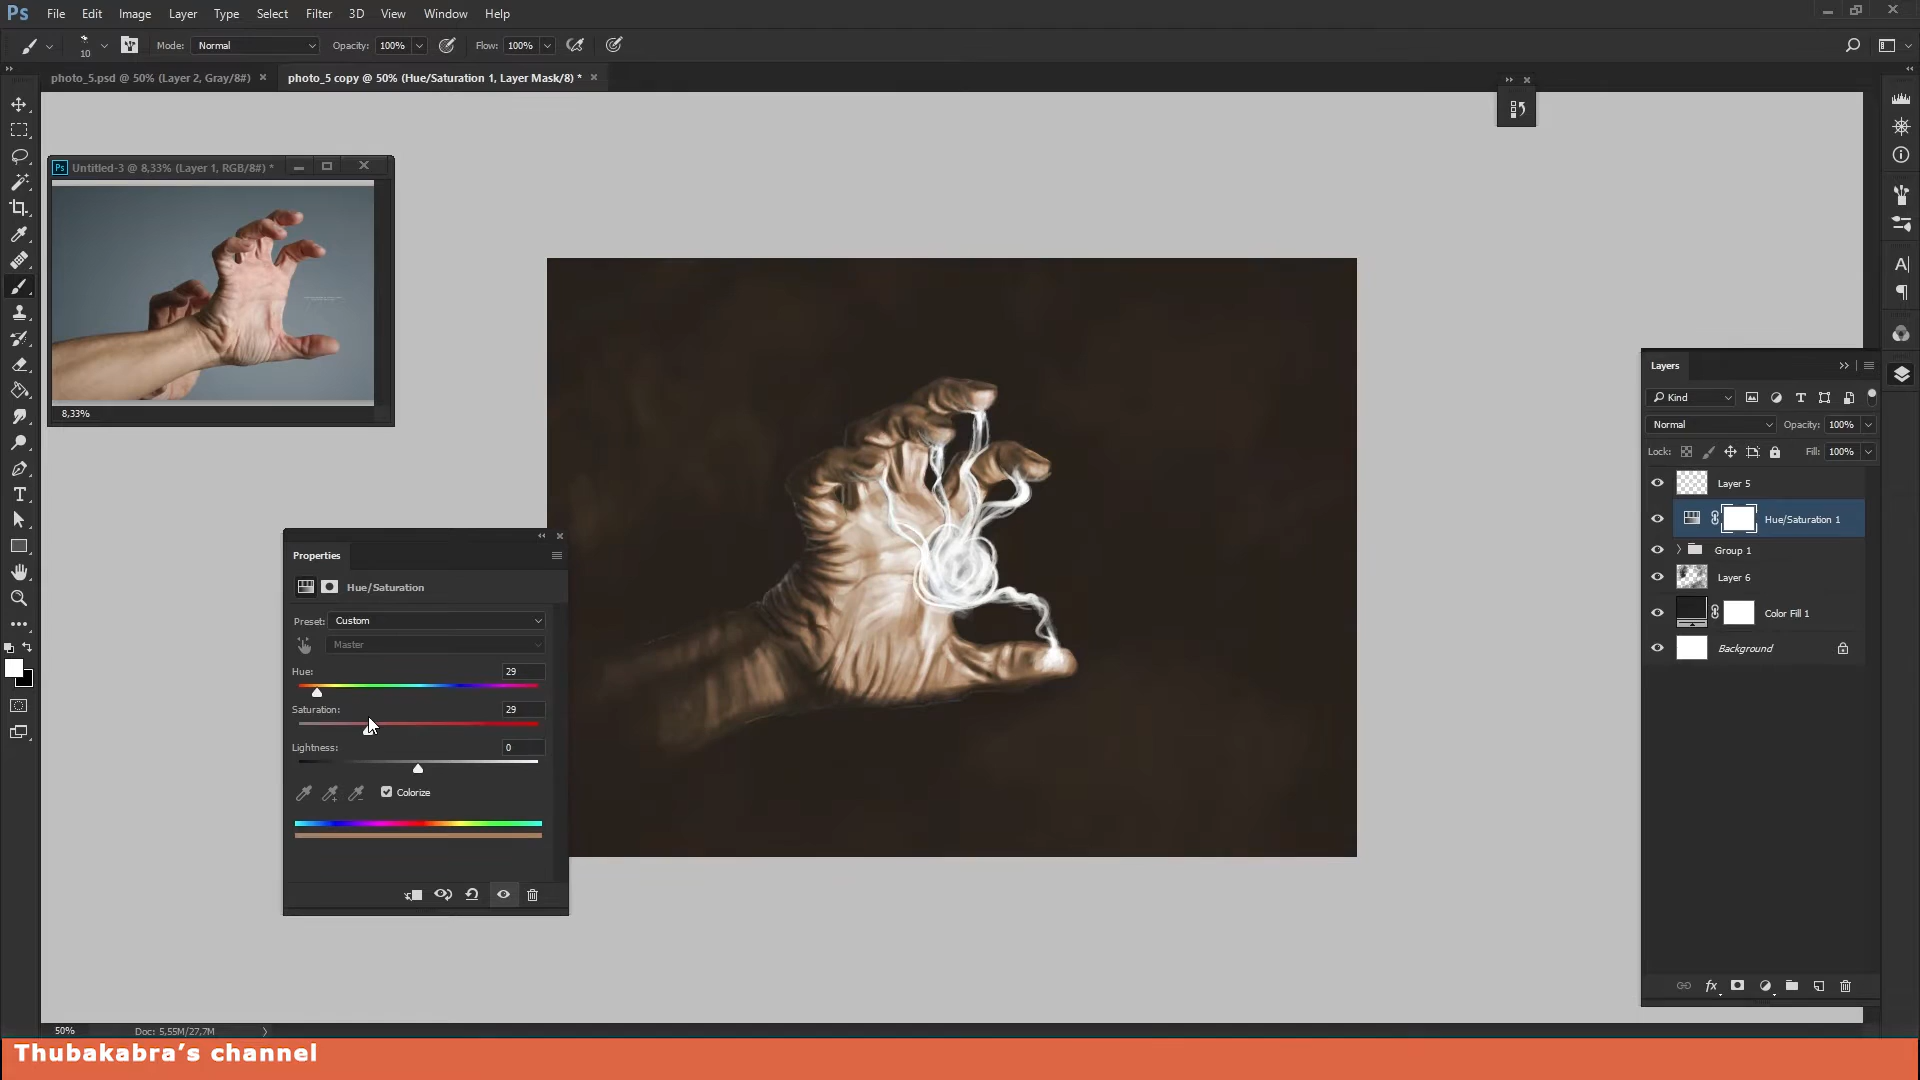 Ps File Edit Image Layer Type Select Filter 3D View Window Help
10 Mode: Normal Opacity: 100% Flow: 100%
photo_5.psd @ 50% (Layer 2, Gray/8#) photo_5 copy @ 50% (Hue/Saturation 1, Layer Mask/8) *
Ps Untitled-3 @ 8,33% (Layer 1, RGB/8#) *
8,33%
Properties
Hue/Saturation
Preset: Custom
Master
Hue: 29
Saturation: 29
Lightness: 0
Colorize
Layers
Kind
Normal Opacity: 100%
Lock: Fill: 100%
Layer 5
Hue/Saturation 1
Group 1
Layer 6
Color Fill 1
Background
fx
50% Doc: 5,55M/27,7M
Thubakabra's channel